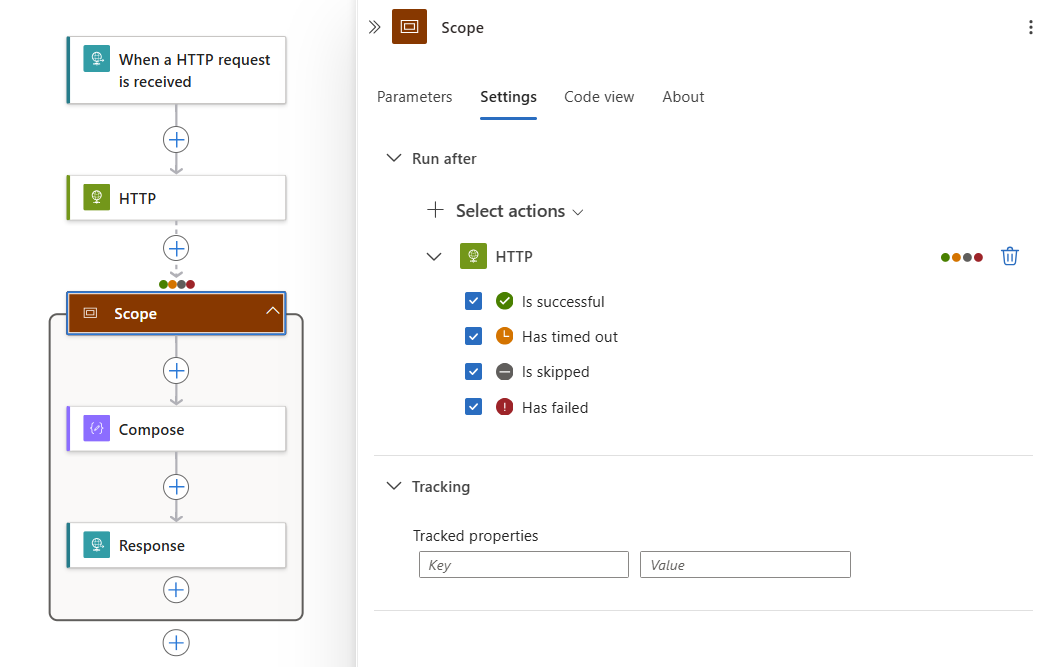 When a HTTP request
is received
HTTP
Scope
Compose
Response
Scope
Parameters Settings Code view About
Run after
Select actions
HTTP
Is successful
Has timed out
Is skipped
Has failed
Tracking
Tracked properties
Key Value